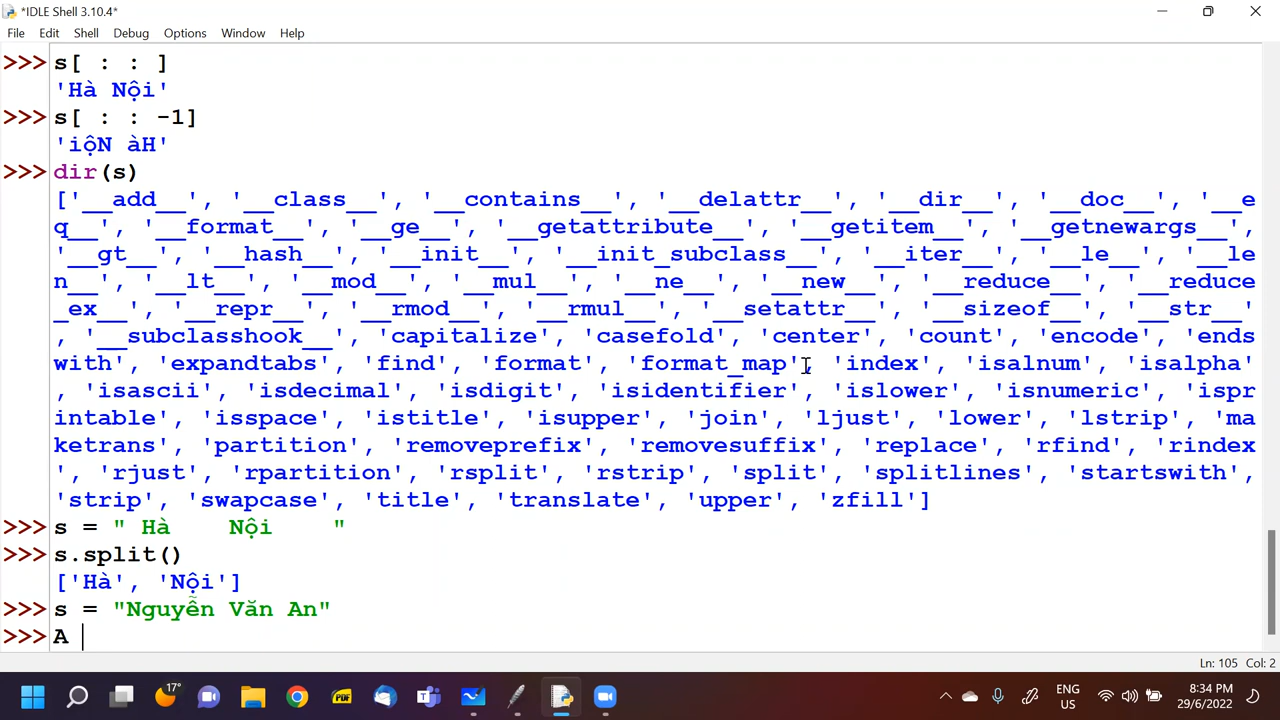 *IDLE Shell 3.10.4*
File Edit Shell Debug Options Window Help
>>> s[ : : ]
'Hà Nội'
>>> s[ : : -1]
'iộN àH'
>>> dir(s)
['__add__', '__class__', '__contains__', '__delattr__', '__dir__', '__doc__', '__e
q__', '__format__', '__ge__', '__getattribute__', '__getitem__', '__getnewargs__',
'__gt__', '__hash__', '__init__', '__init_subclass__', '__iter__', '__le__', '__le
n__', '__lt__', '__mod__', '__mul__', '__ne__', '__new__', '__reduce__', '__reduce
_ex__', '__repr__', '__rmod__', '__rmul__', '__setattr__', '__sizeof__', '__str__'
, '__subclasshook__', 'capitalize', 'casefold', 'center', 'count', 'encode', 'ends
with', 'expandtabs', 'find', 'format', 'format_map', 'index', 'isalnum', 'isalpha'
, 'isascii', 'isdecimal', 'isdigit', 'isidentifier', 'islower', 'isnumeric', 'ispr
intable', 'isspace', 'istitle', 'isupper', 'join', 'ljust', 'lower', 'lstrip', 'ma
ketrans', 'partition', 'removeprefix', 'removesuffix', 'replace', 'rfind', 'rindex
', 'rjust', 'rpartition', 'rsplit', 'rstrip', 'split', 'splitlines', 'startswith',
'strip', 'swapcase', 'title', 'translate', 'upper', 'zfill']
>>> s = " Hà    Nội    "
>>> s.split()
['Hà', 'Nội']
>>> s = "Nguyễn Văn An"
>>> A
Ln: 105 Col: 2
17°
PDF
ENG
US
8:34 PM
29/6/2022